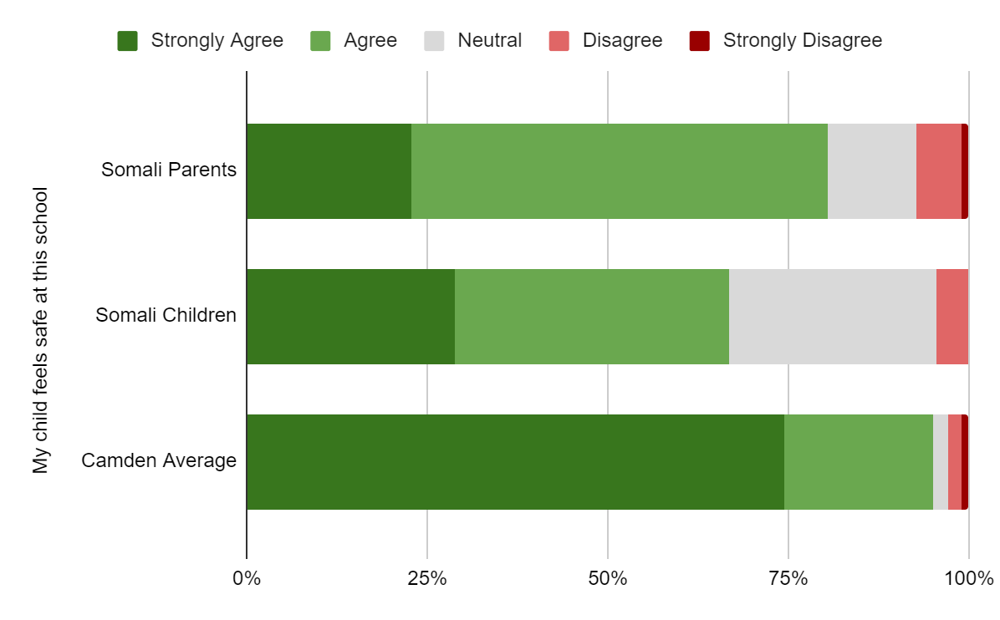 Strongly Agree Agree Neutral Disagree Strongly Disagree
My child feels safe at this school
Somali Parents
Somali Children
Camden Average
0% 25% 50% 75% 100%